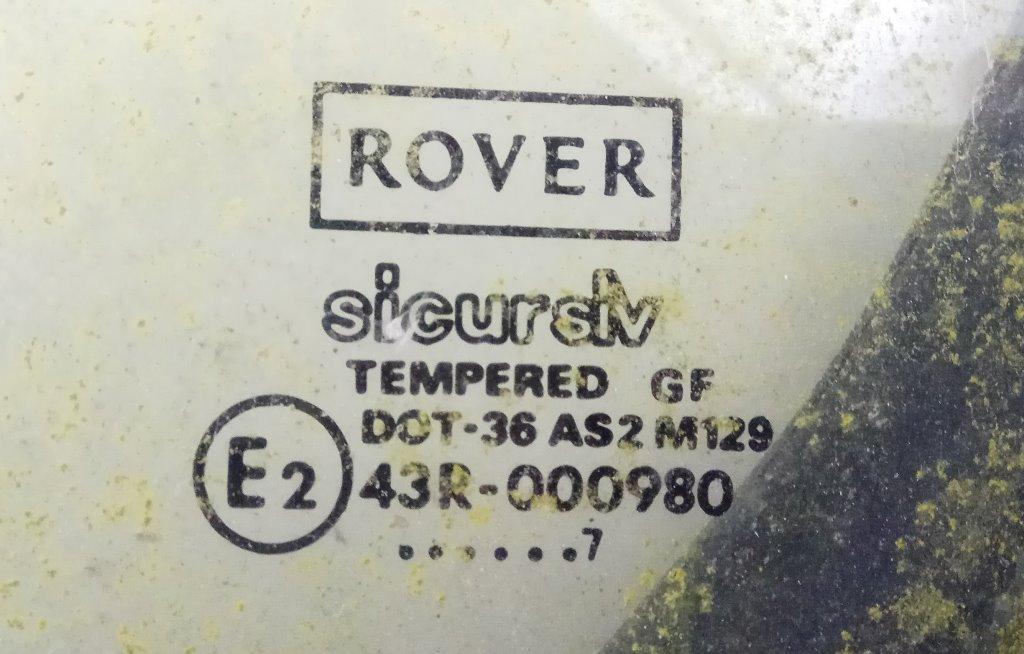 ROVER
sicursiv
TEMPERED GF
DOT-36 AS2 M129
E2 43R-000980
.......7